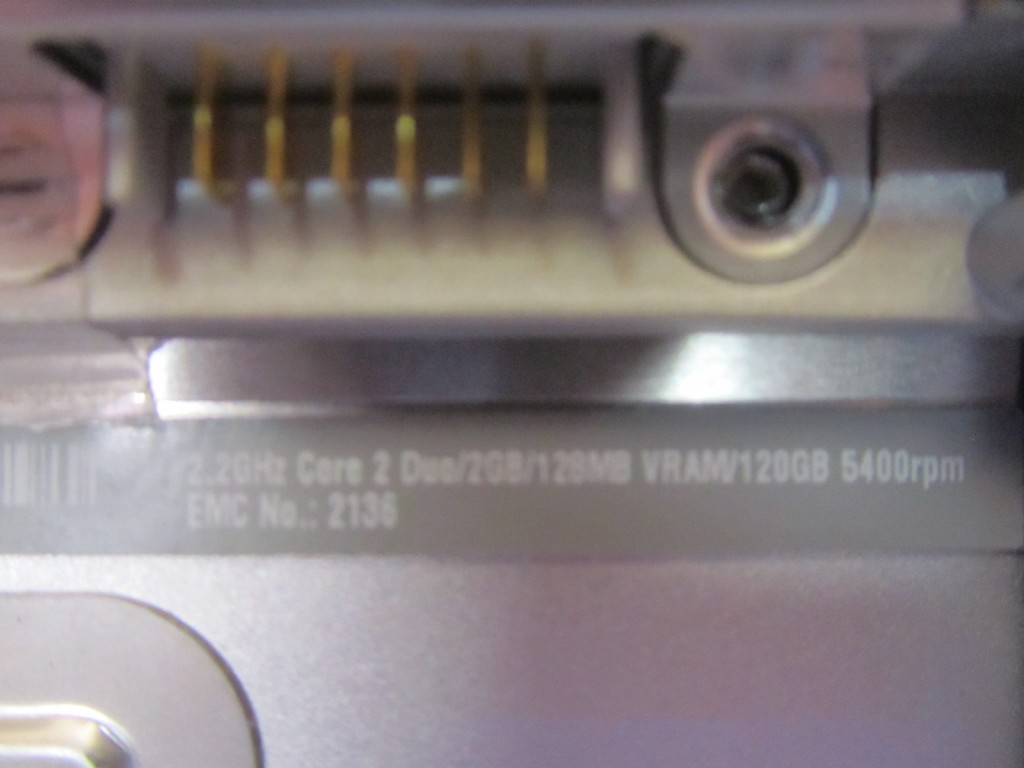 2.2GHz Core 2 Duo/2GB/128MB VRAM/120GB 5400rpm
EMC No.: 2136